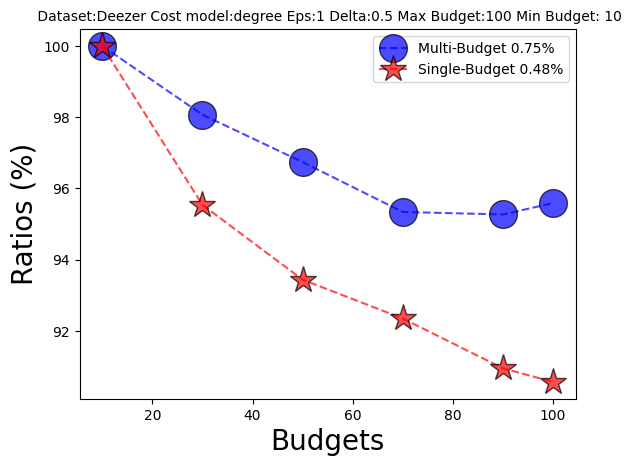 Dataset:Deezer Cost model:degree Eps:1 Delta:0.5 Max Budget:100 Min Budget: 10
Multi-Budget 0.75%
Single-Budget 0.48%
100
98
96
94
92
Ratios (%)
20 40 60 80 100
Budgets